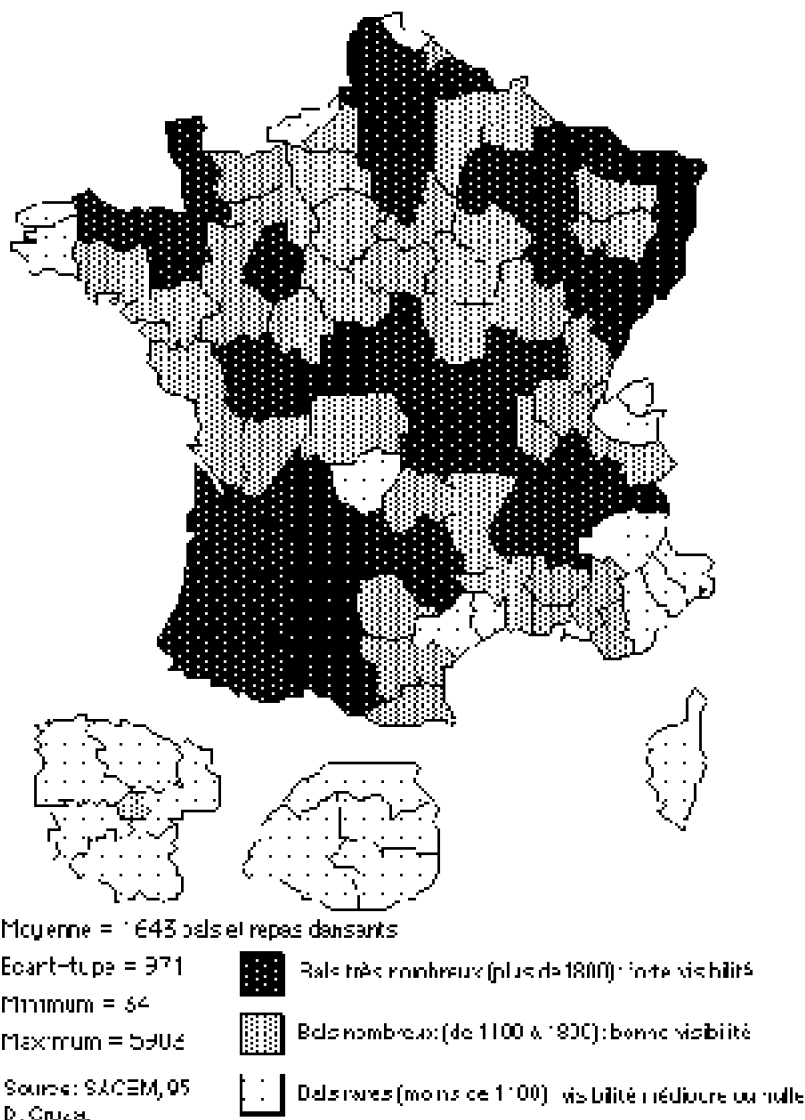 Moyenne = 1643 bals et repas dansants
Ecart-type = 971
Minimum = 64
Maximum =
Source: SACEM, 95
Bals très nombreux (plus de 1800): forte visibilité
Bals nombreux (de 1100 à 1800): bonne visibilité
Bals rares (moins de 1100) visibilité médiocre ou nulle